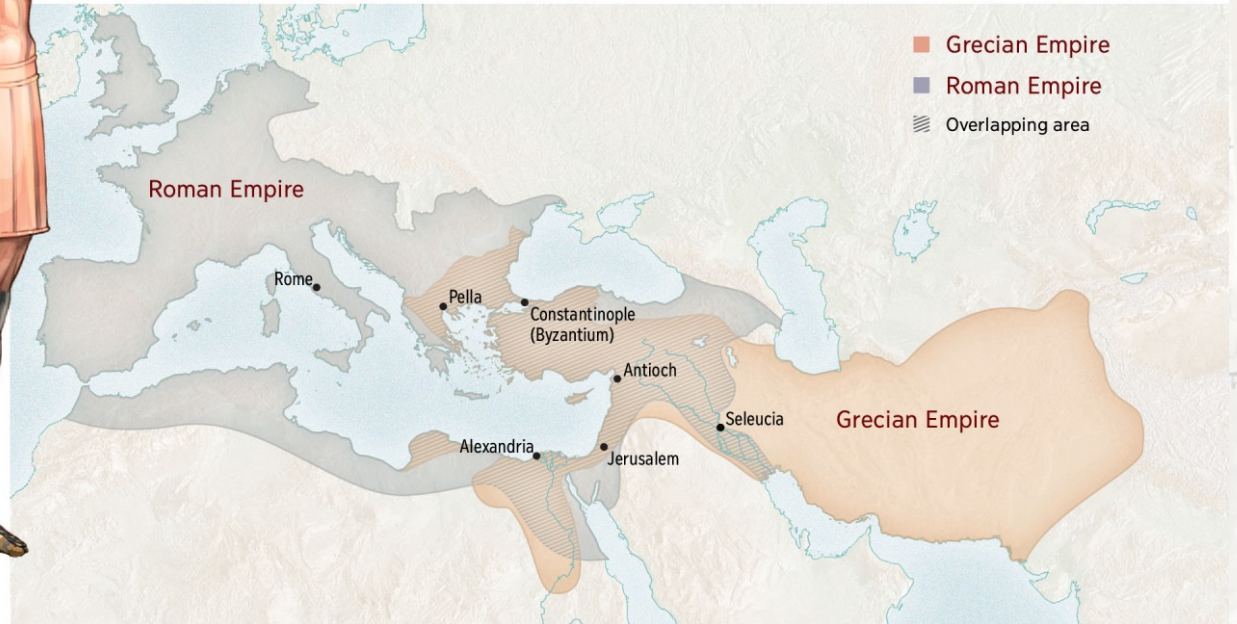 Grecian Empire
Roman Empire
Overlapping area
Roman Empire
Rome
Pella
Constantinople
(Byzantium)
Antioch
Seleucia
Grecian Empire
Alexandria
Jerusalem